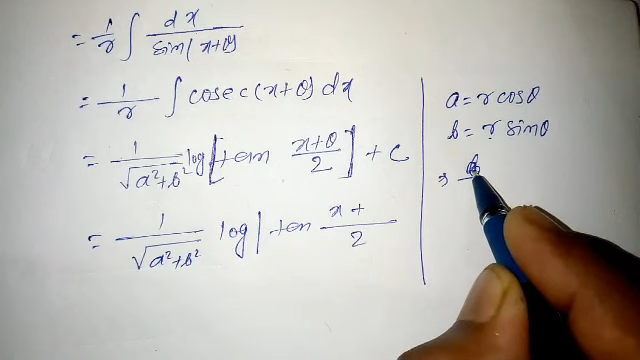 = 1/r ∫ dx / sin(x+θ)
= 1/r ∫ cosec(x+θ) dx
= 1/√a²+b² log[tan x+θ/2] + c
= 1/√a²+b² log|tan x+ /2
a = r cosθ
b = r sinθ
⇒